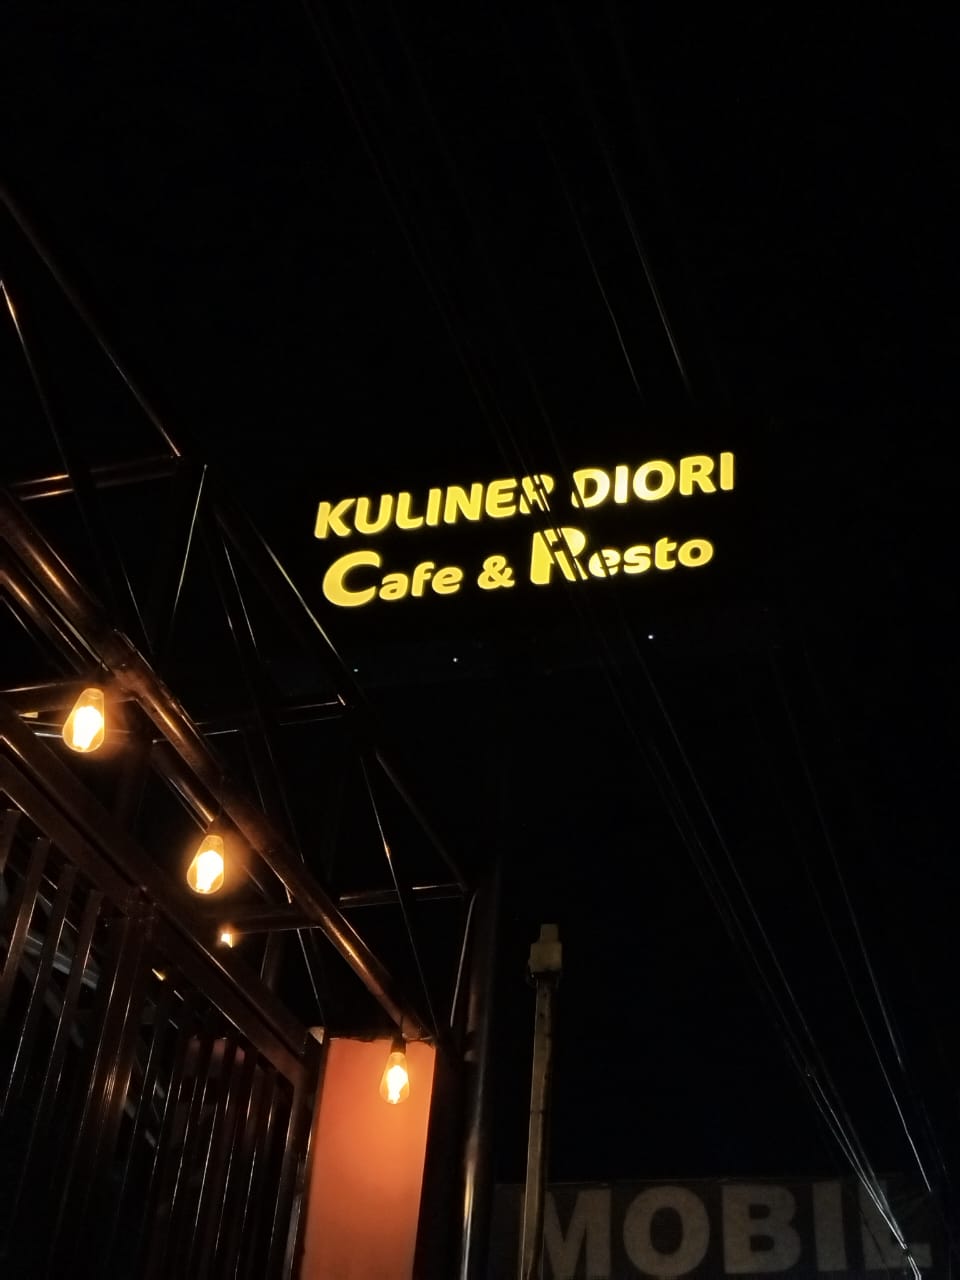 KULINER DIORI
Cafe & Resto
MOBIL